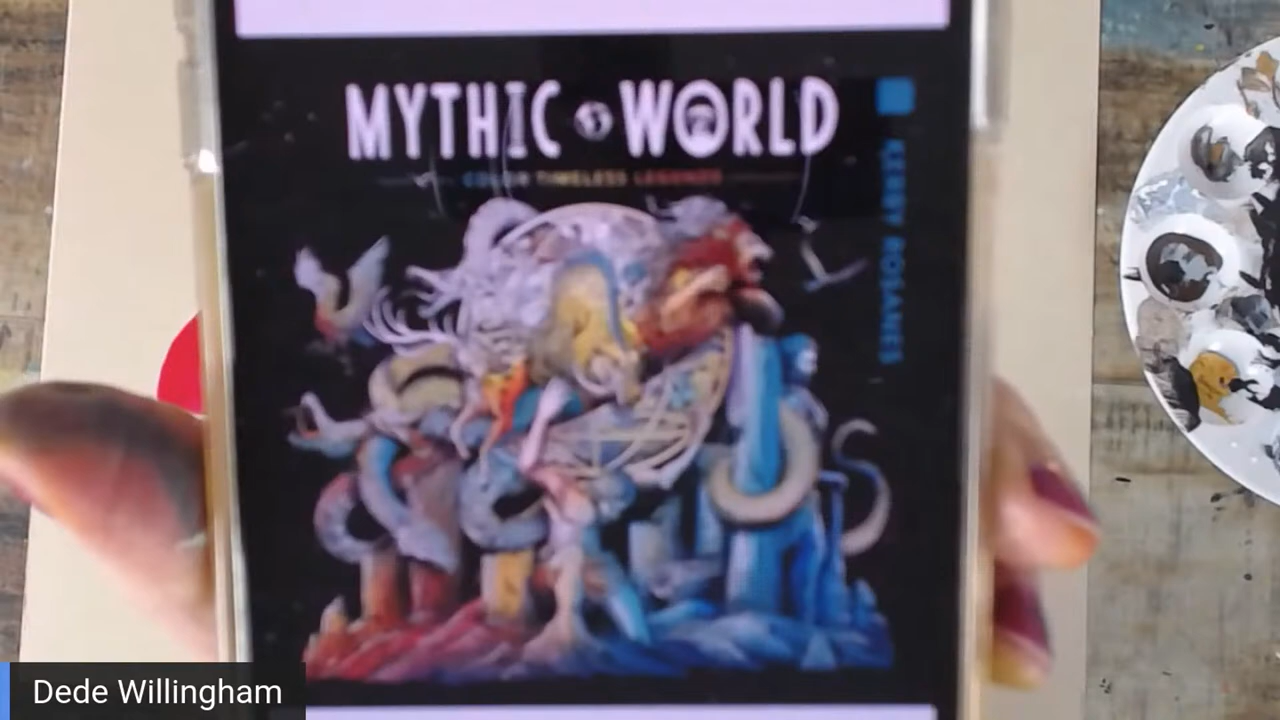 MYTHIC WORLD
COLOR TIMELESS LEGENDS
KERBY ROSANES
Dede Willingham